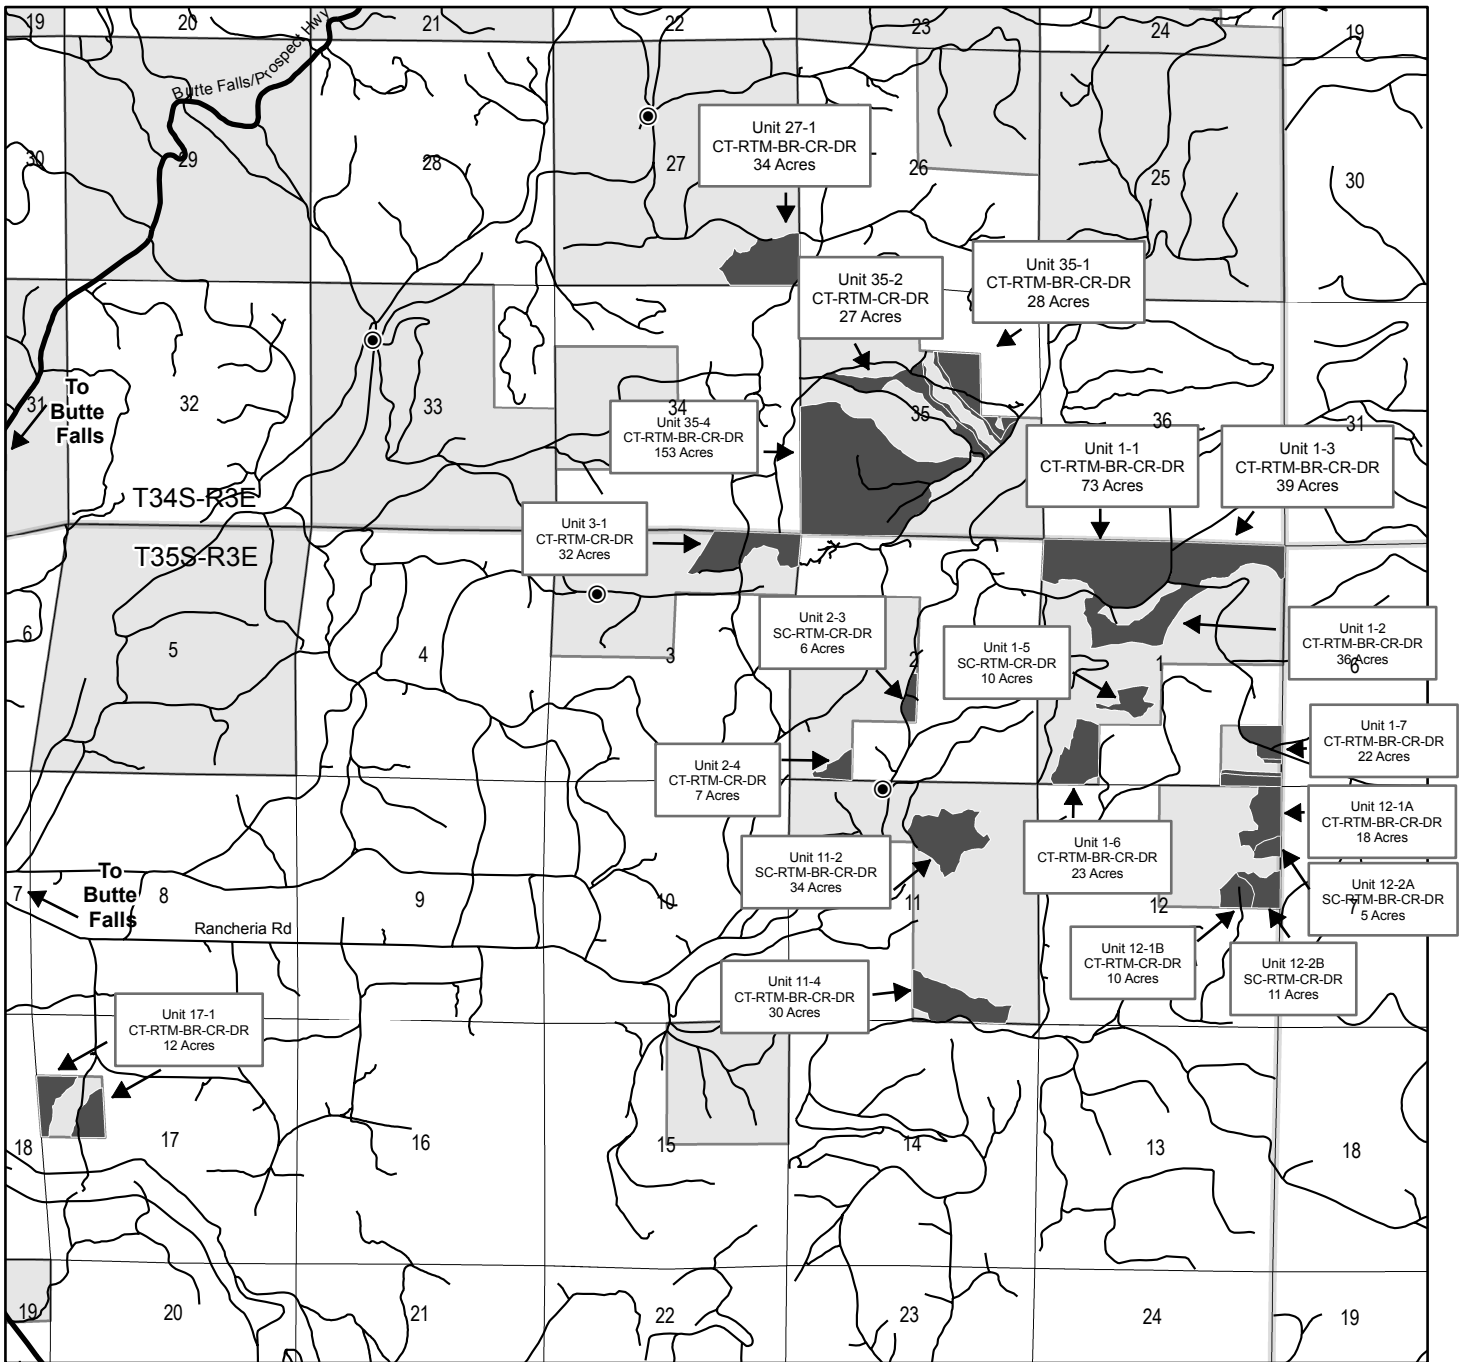 19
20
21
22
23
24
19
Butte Falls/Prospect Hwy
30
29
28
27
26
25
30
Unit 27-1
CT-RTM-BR-CR-DR
34 Acres
Unit 35-2
CT-RTM-CR-DR
27 Acres
Unit 35-1
CT-RTM-BR-CR-DR
28 Acres
31
To
Butte
Falls
32
33
34
35
36
31
Unit 35-4
CT-RTM-BR-CR-DR
153 Acres
Unit 1-1
CT-RTM-BR-CR-DR
73 Acres
Unit 1-3
CT-RTM-BR-CR-DR
39 Acres
T34S-R3E
T35S-R3E
Unit 3-1
CT-RTM-CR-DR
32 Acres
6
5
4
3
2
1
6
Unit 2-3
SC-RTM-CR-DR
6 Acres
Unit 1-5
SC-RTM-CR-DR
10 Acres
Unit 1-2
CT-RTM-BR-CR-DR
36 Acres
Unit 2-4
CT-RTM-CR-DR
7 Acres
Unit 1-7
CT-RTM-BR-CR-DR
22 Acres
Unit 11-2
SC-RTM-BR-CR-DR
34 Acres
Unit 1-6
CT-RTM-BR-CR-DR
23 Acres
Unit 12-1A
CT-RTM-BR-CR-DR
18 Acres
Unit 12-2A
SC-RTM-BR-CR-DR
5 Acres
7
To
Butte
Falls
8
9
10
11
12
7
Rancheria Rd
Unit 12-1B
CT-RTM-CR-DR
10 Acres
Unit 12-2B
SC-RTM-CR-DR
11 Acres
Unit 11-4
CT-RTM-BR-CR-DR
30 Acres
Unit 17-1
CT-RTM-BR-CR-DR
12 Acres
18
17
16
15
14
13
18
19
20
21
22
23
24
19